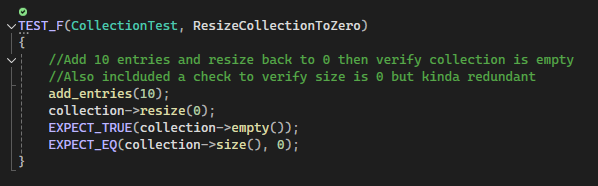 TEST_F(CollectionTest, ResizeCollectionToZero)
{
//Add 10 entries and resize back to 0 then verify collection is empty
//Also inclduded a check to verify size is 0 but kinda redundant
add_entries(10);
collection->resize(0);
EXPECT_TRUE(collection->empty());
EXPECT_EQ(collection->size(), 0);
}